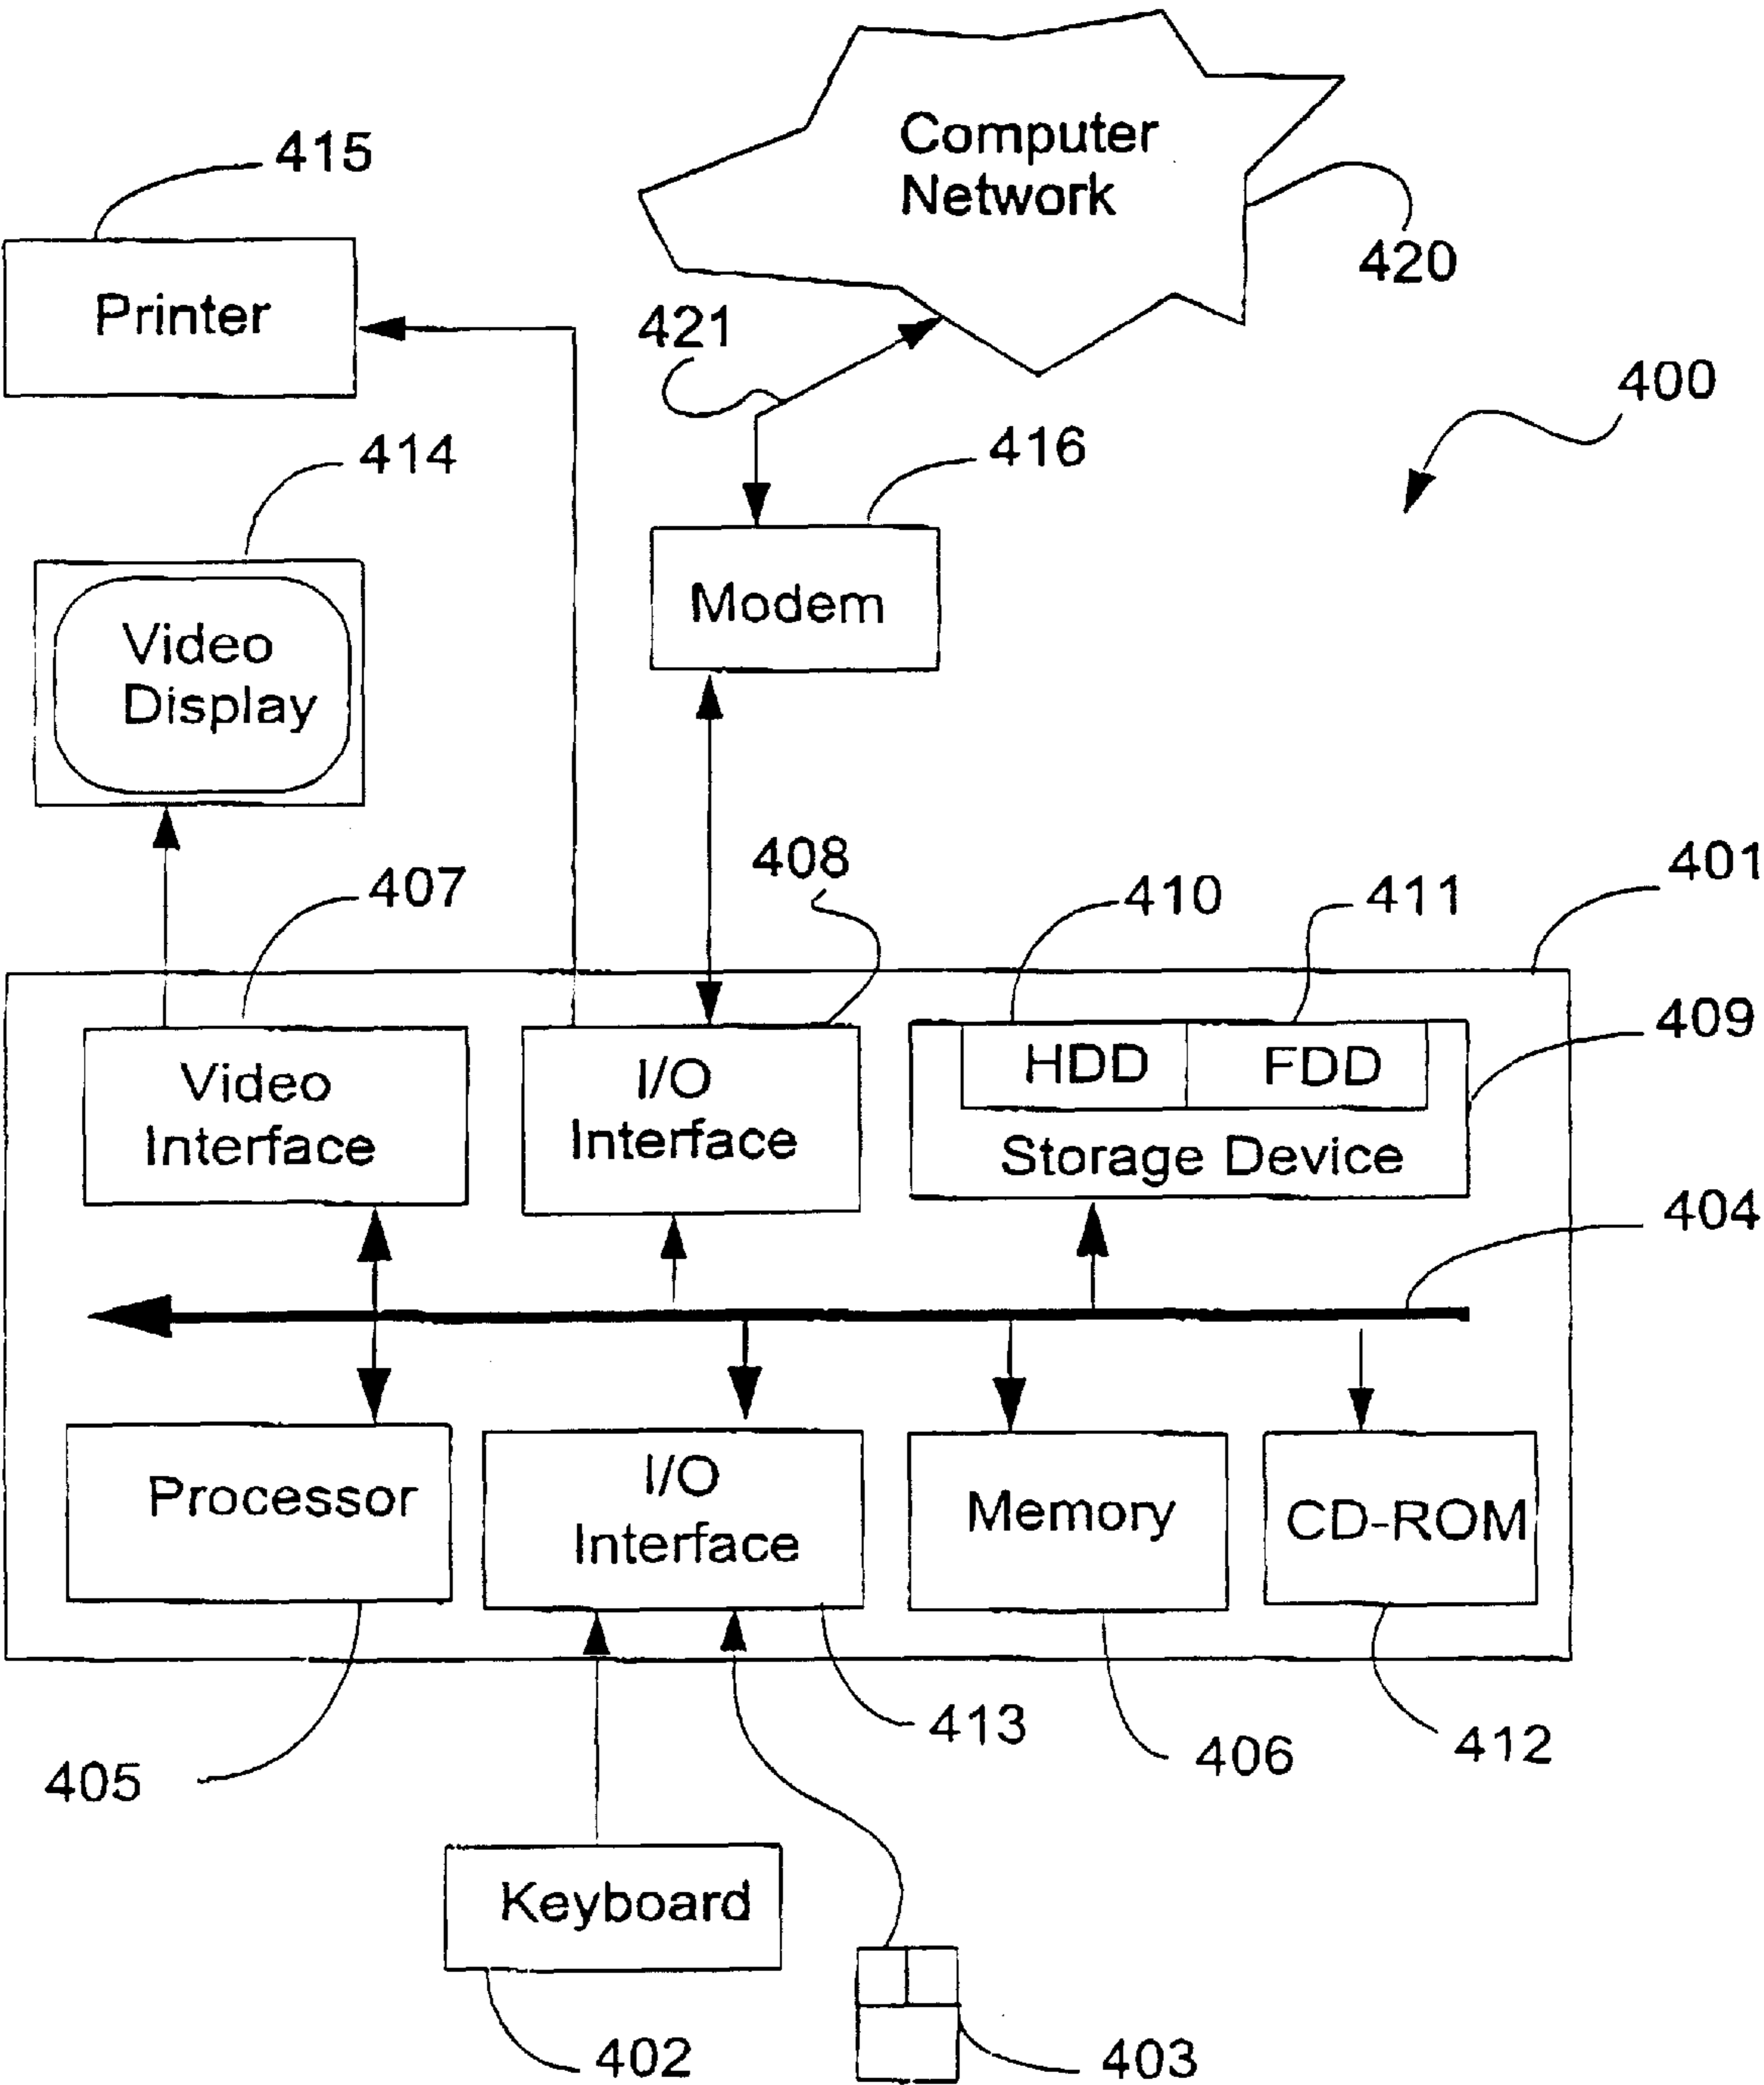 Computer
Network
415
420
Printer
421
400
414
416
Modem
Video
Display
408
401
407
410
411
409
Video
Interface
I/O
Interface
HDD
FDD
Storage Device
404
Processor
I/O
Interface
Memory
CD-ROM
413
412
406
405
Keyboard
402
403